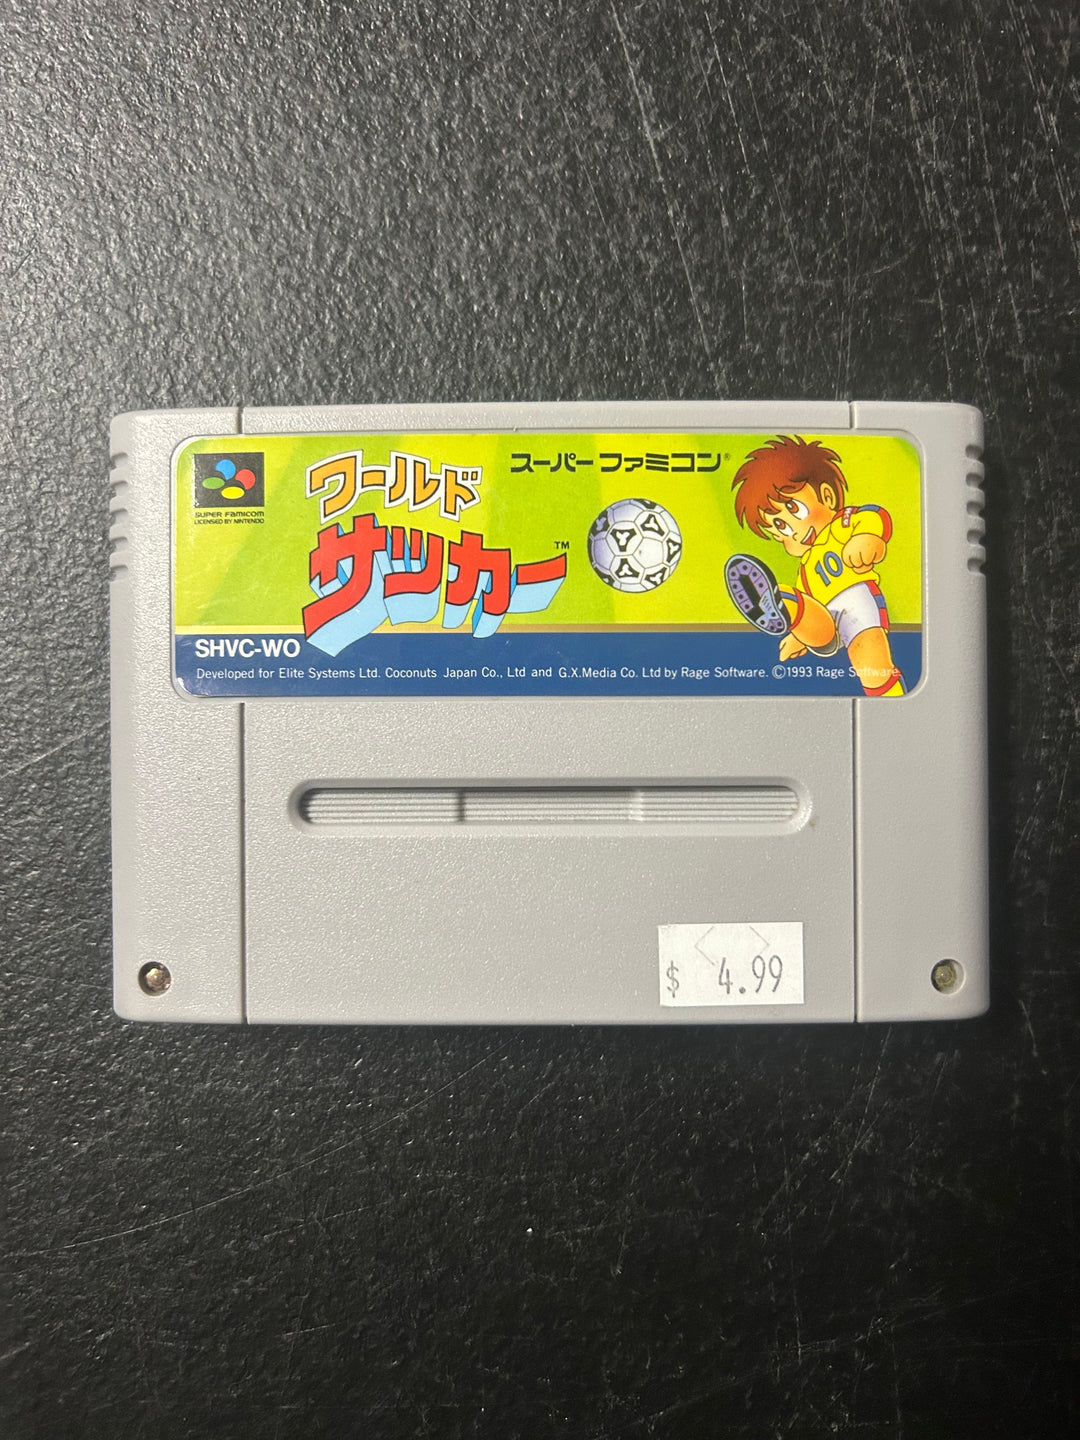 スーパーファミコン®
SUPER FAMICOM
LICENSED BY NINTENDO
ワールド
サッカー™
10
SHVC-WO
Developed for Elite Systems Ltd. Coconuts Japan Co., Ltd and G.X.Media Co. Ltd by Rage Software. ©1993 Rage Software.
$ 4.99